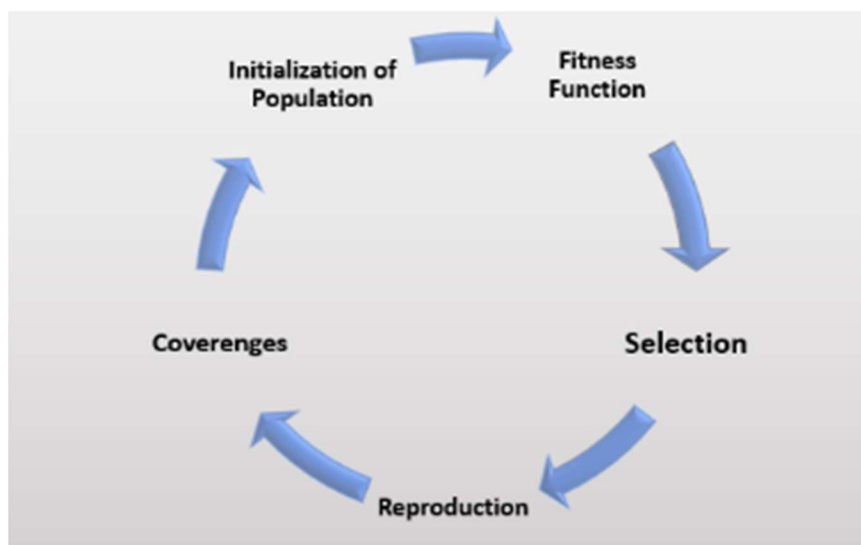 Initialization of
Population
Fitness
Function
Selection
Reproduction
Coverenges